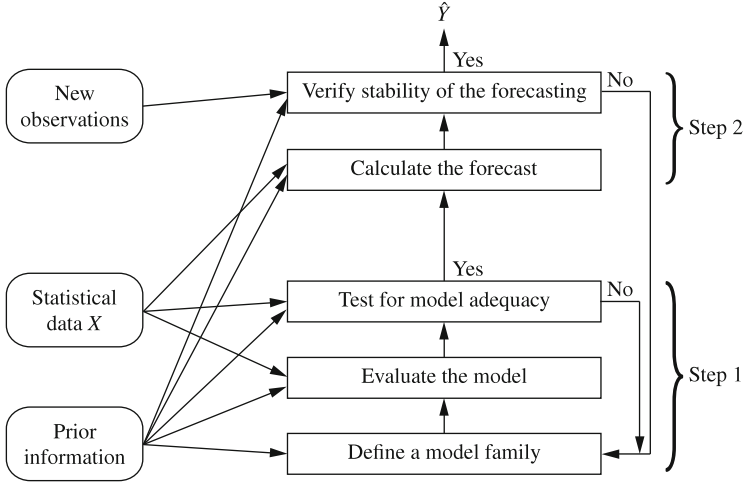 Ŷ
Yes
New
observations
Verify stability of the forecasting
No
Step 2
Calculate the forecast
Yes
Statistical
data X
Test for model adequacy
No
Evaluate the model
Step 1
Prior
information
Define a model family